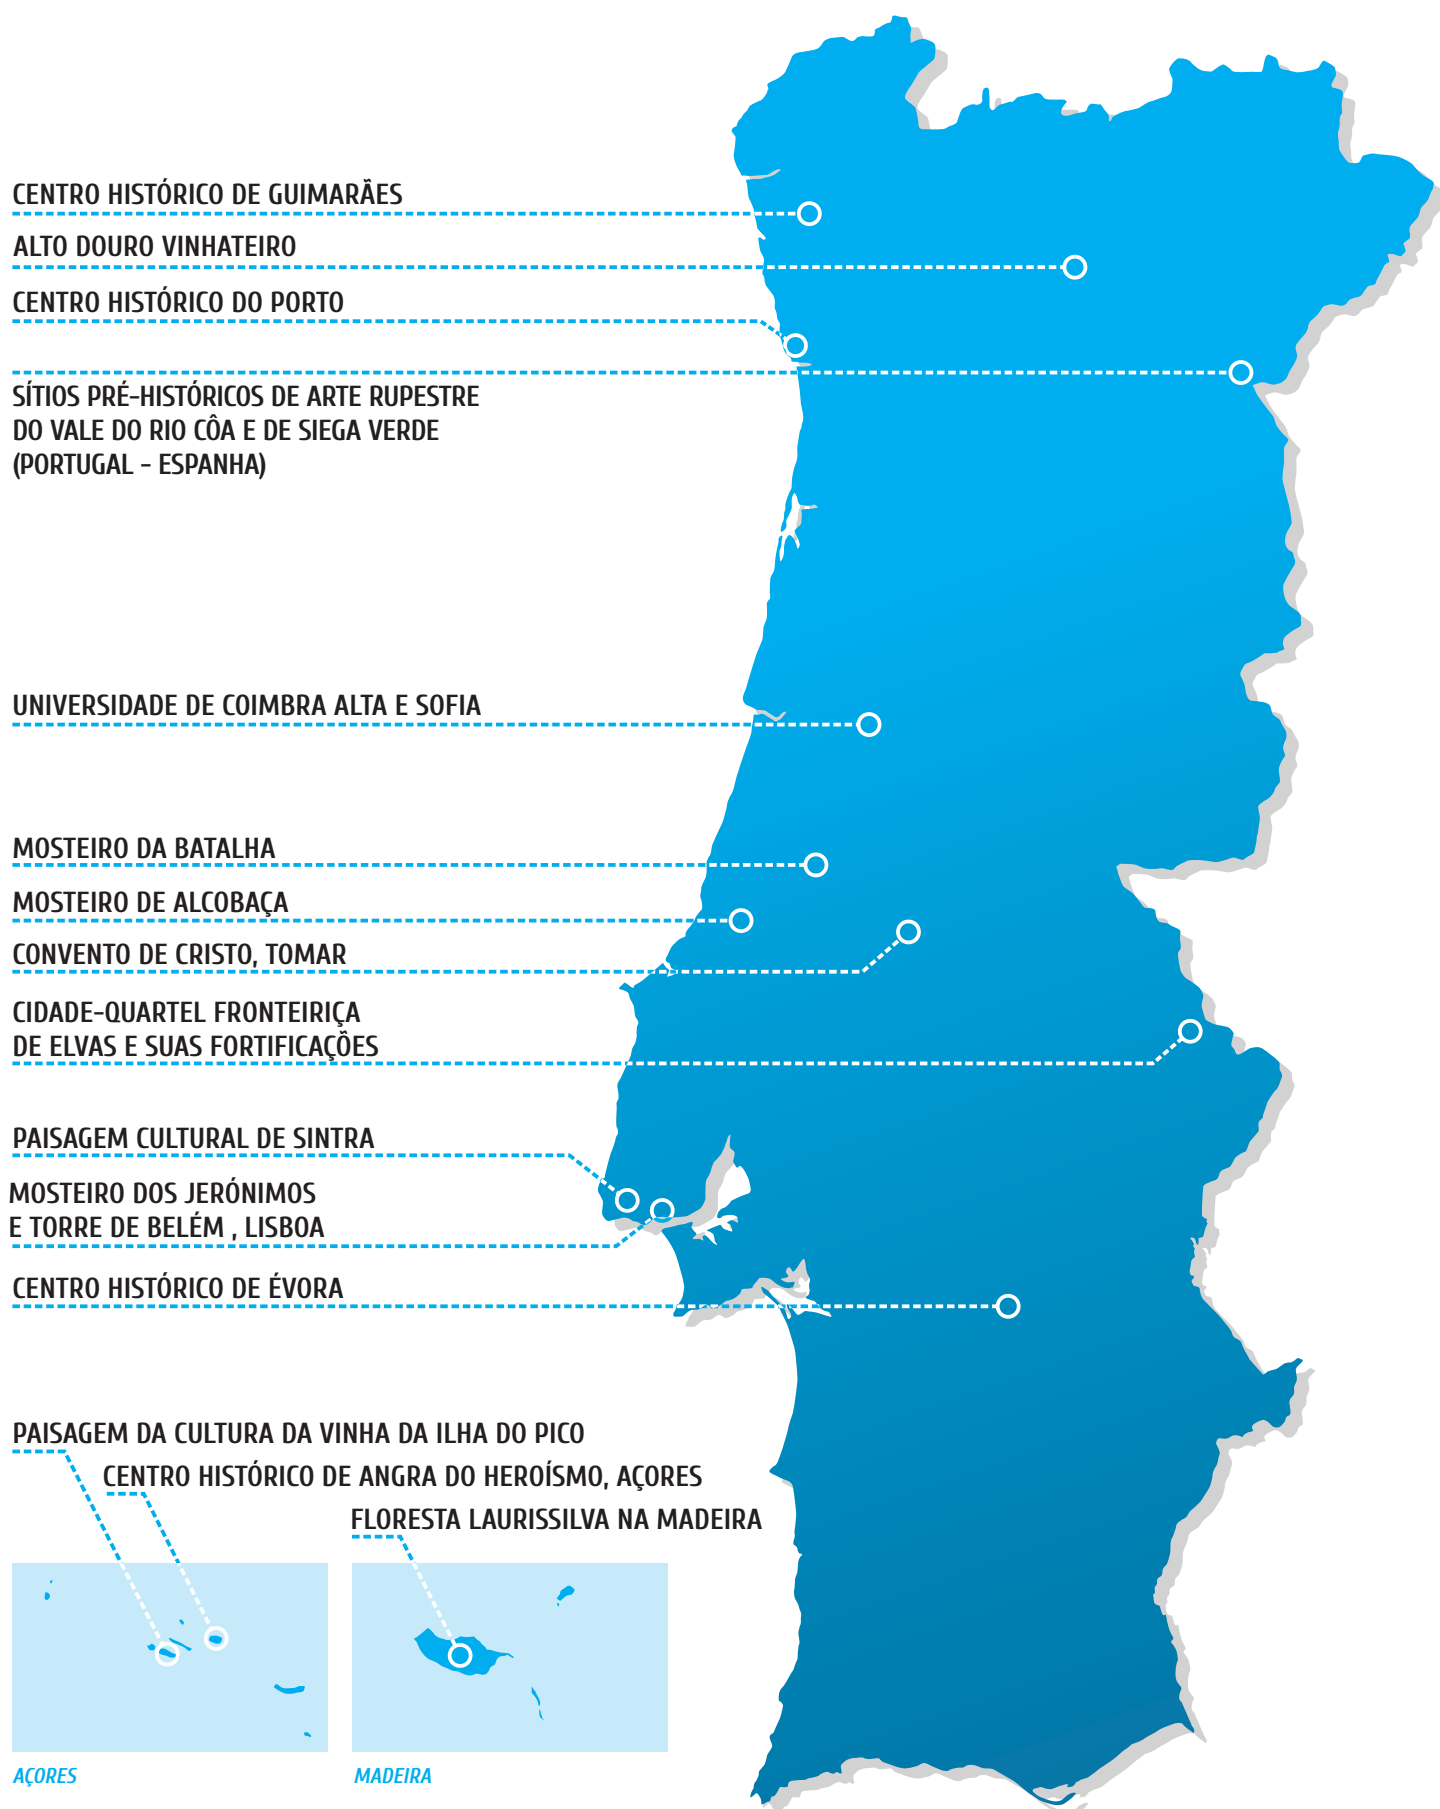 CENTRO HISTÓRICO DE GUIMARÃES
ALTO DOURO VINHATEIRO
CENTRO HISTÓRICO DO PORTO
SÍTIOS PRÉ-HISTÓRICOS DE ARTE RUPESTRE
DO VALE DO RIO CÔA E DE SIEGA VERDE
(PORTUGAL - ESPANHA)
UNIVERSIDADE DE COIMBRA ALTA E SOFIA
MOSTEIRO DA BATALHA
MOSTEIRO DE ALCOBAÇA
CONVENTO DE CRISTO, TOMAR
CIDADE-QUARTEL FRONTEIRIÇA
DE ELVAS E SUAS FORTIFICAÇÕES
PAISAGEM CULTURAL DE SINTRA
MOSTEIRO DOS JERÓNIMOS
E TORRE DE BELÉM , LISBOA
CENTRO HISTÓRICO DE ÉVORA
PAISAGEM DA CULTURA DA VINHA DA ILHA DO PICO
CENTRO HISTÓRICO DE ANGRA DO HEROÍSMO, AÇORES
FLORESTA LAURISSILVA NA MADEIRA
AÇORES
MADEIRA